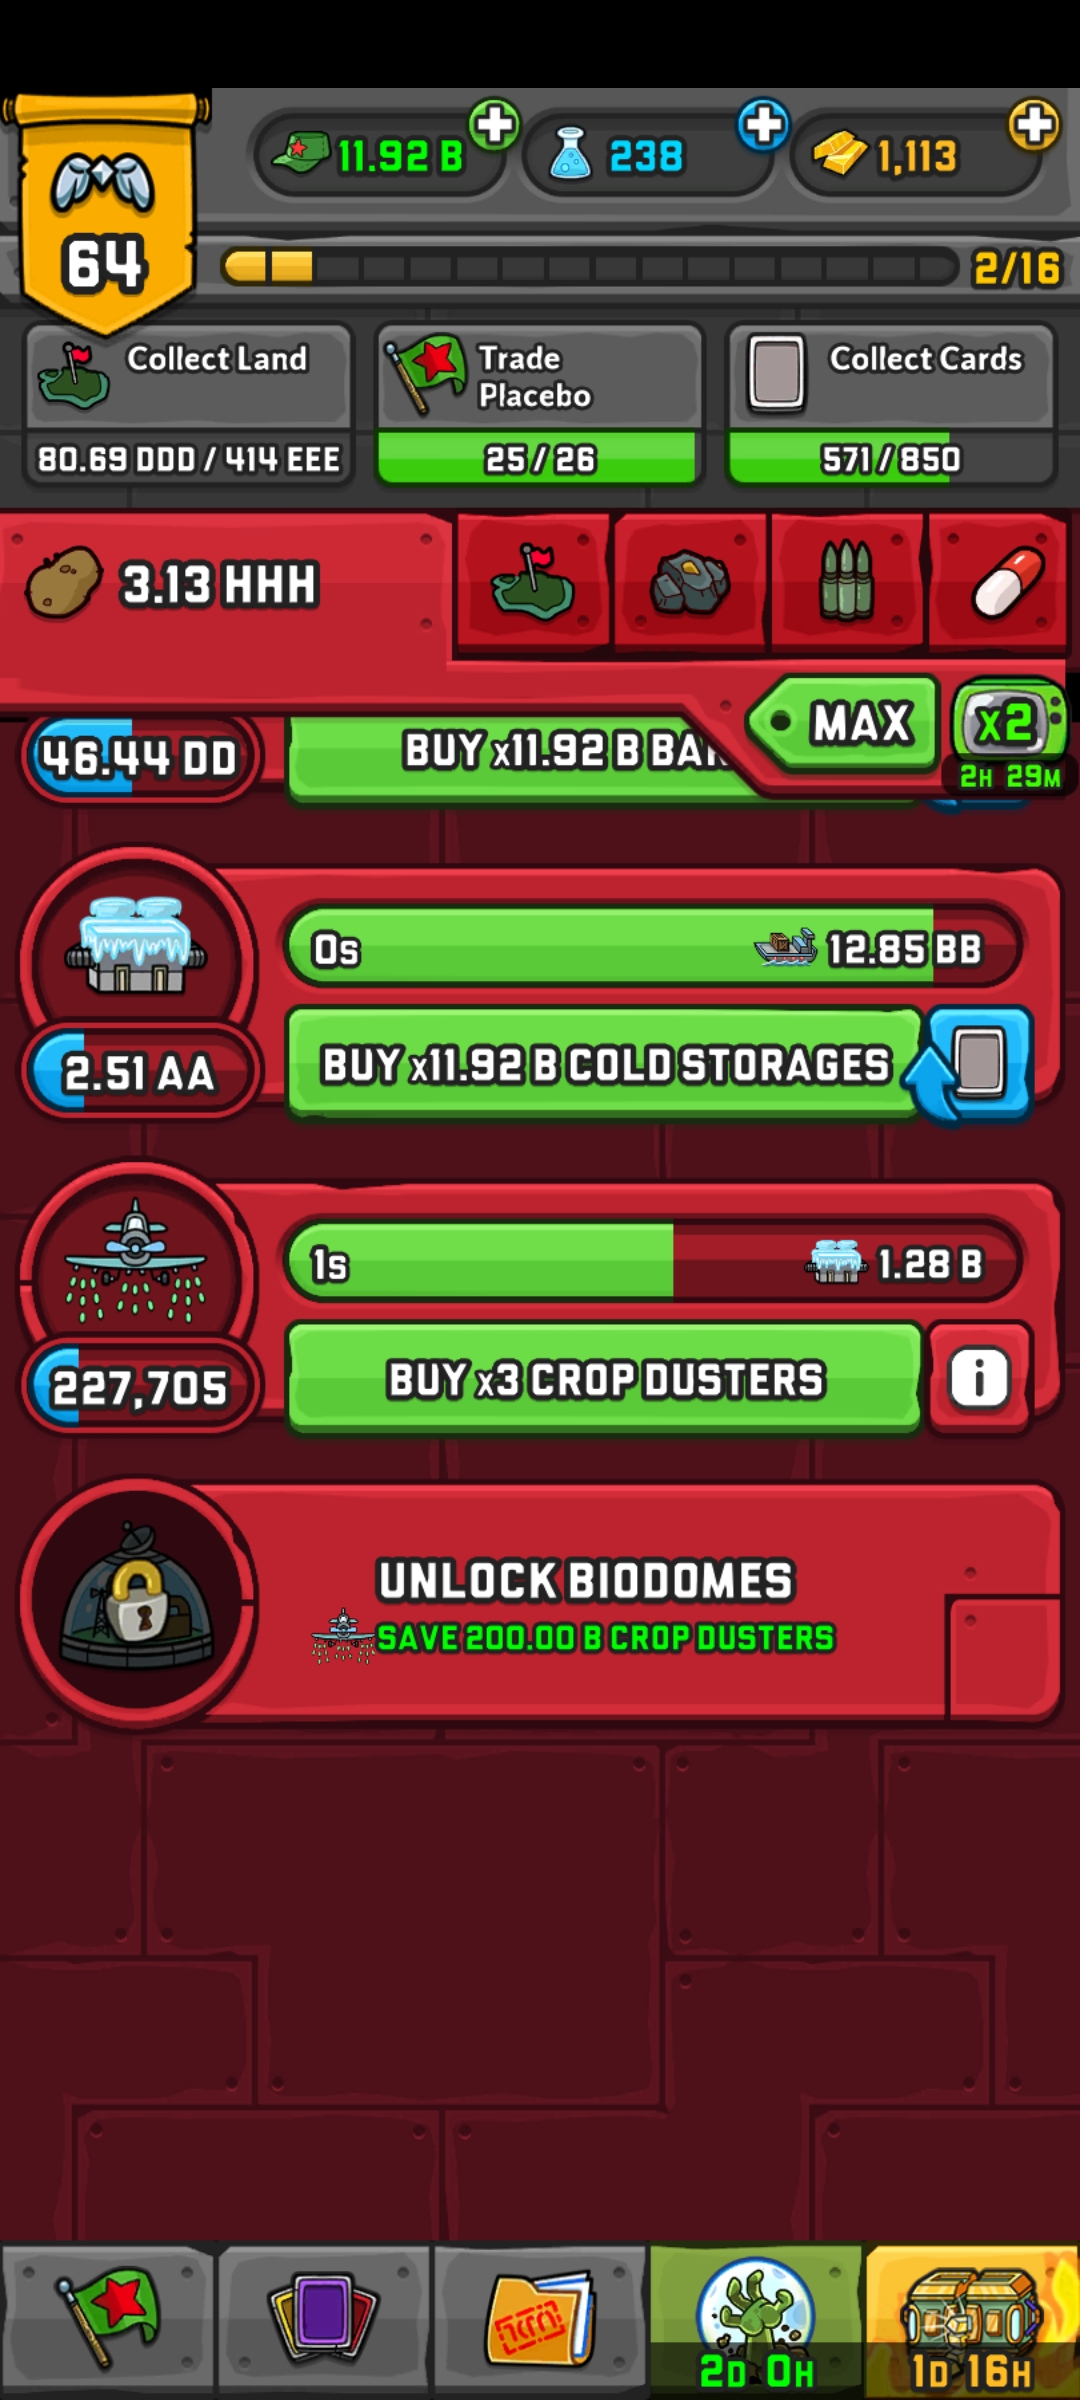 64
11.92 B
238
1,113
2/16
Collect Land
80.69 DDD / 414 EEE
Trade
Placebo
25 / 26
Collect Cards
571 / 850
3.13 HHH
MAX
x2
2H 29M
46.44 DD
BUY x11.92 B
0s
12.85 BB
2.51 AA
BUY x11.92 B COLD STORAGES
1s
1.28 B
227,705
BUY x3 CROP DUSTERS
i
UNLOCK BIODOMES
SAVE 200.00 B CROP DUSTERS
2D 0H
1D 16H